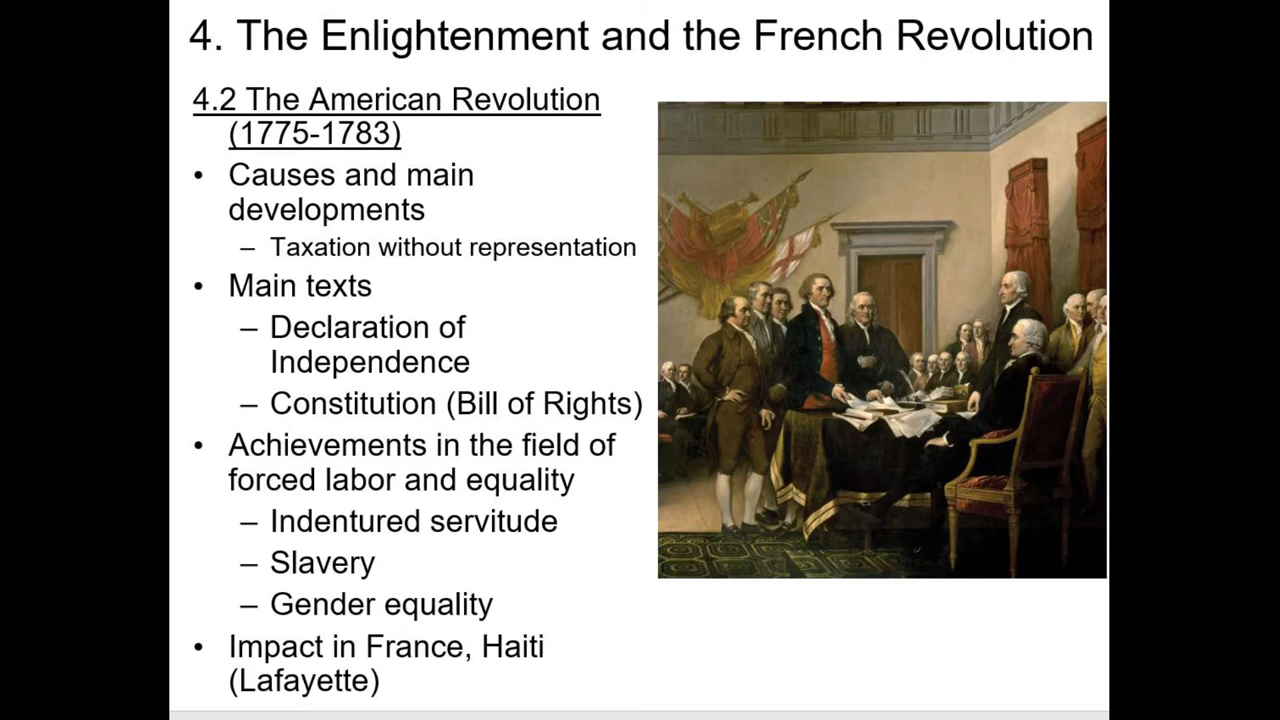 4. The Enlightenment and the French Revolution
4.2 The American Revolution
(1775-1783)
• Causes and main
developments
– Taxation without representation
• Main texts
– Declaration of
Independence
– Constitution (Bill of Rights)
• Achievements in the field of
forced labor and equality
– Indentured servitude
– Slavery
– Gender equality
• Impact in France, Haiti
(Lafayette)